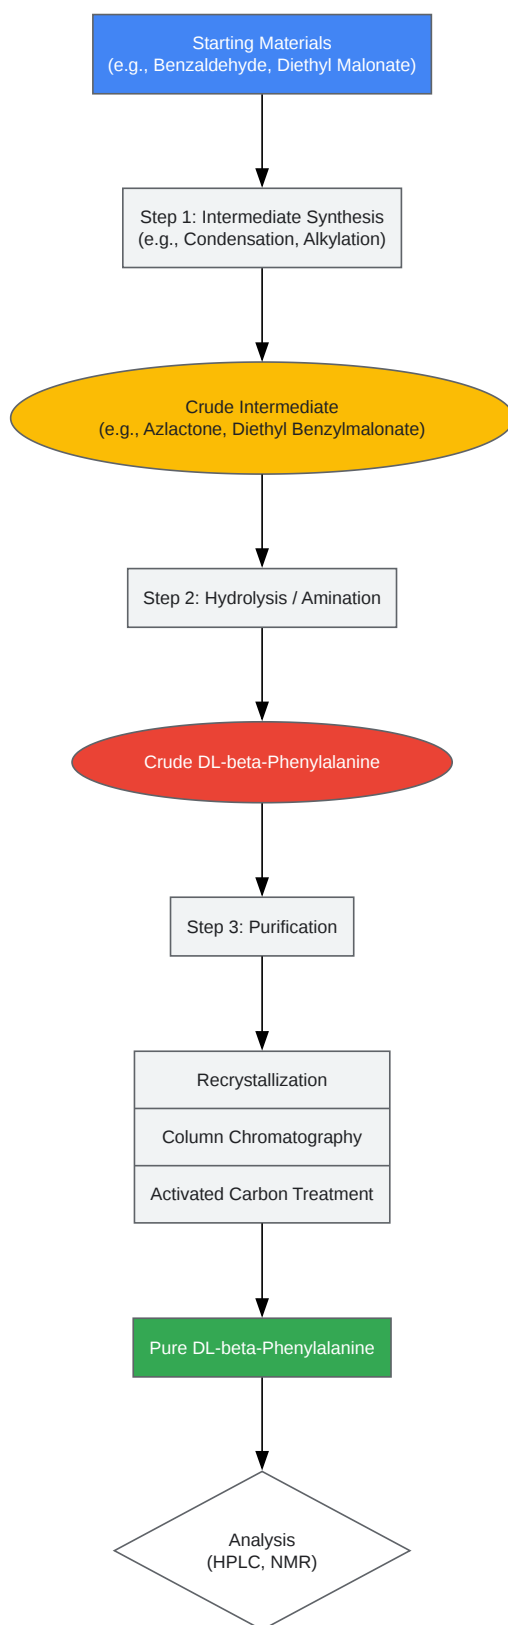 Starting Materials
(e.g., Benzaldehyde, Diethyl Malonate)
Step 1: Intermediate Synthesis
(e.g., Condensation, Alkylation)
Crude Intermediate
(e.g., Azlactone, Diethyl Benzylmalonate)
Step 2: Hydrolysis / Amination
Crude DL-beta-Phenylalanine
Step 3: Purification
Recrystallization
Column Chromatography
Activated Carbon Treatment
Pure DL-beta-Phenylalanine
Analysis
(HPLC, NMR)